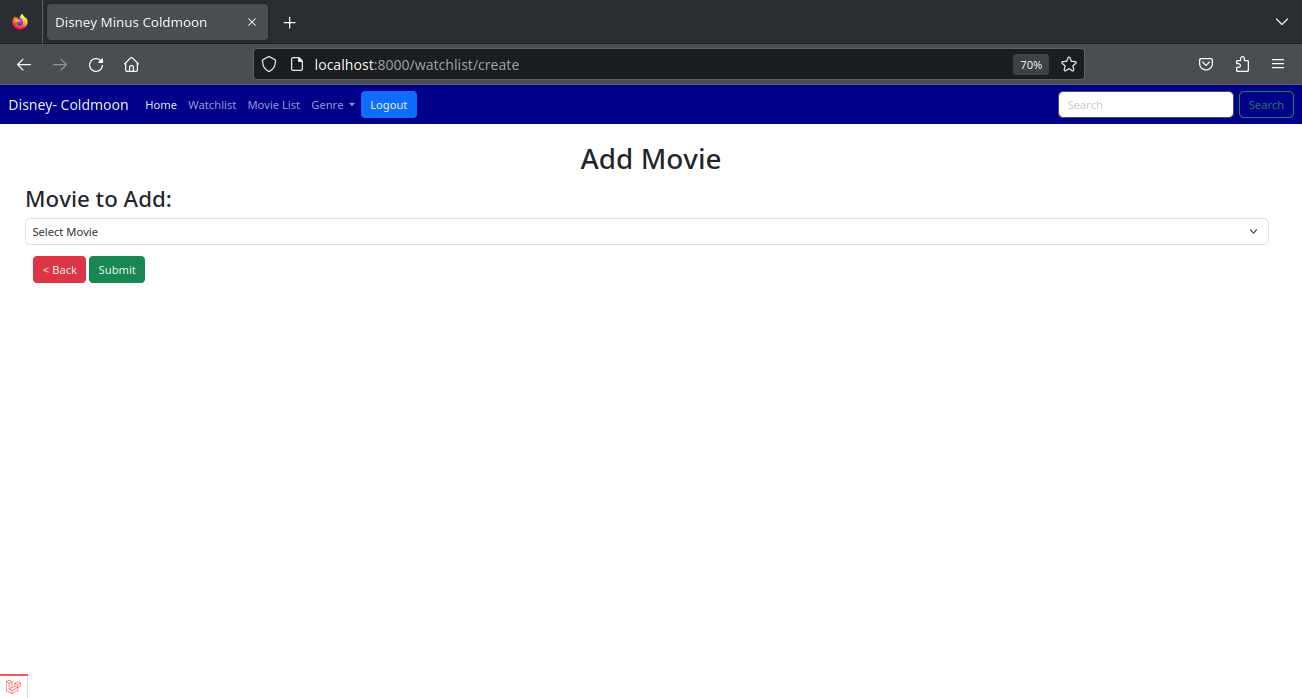 Disney Minus Coldmoon
localhost:8000/watchlist/create
70%
Disney- Coldmoon Home Watchlist Movie List Genre Logout Search Search
Add Movie
Movie to Add:
Select Movie
< Back Submit